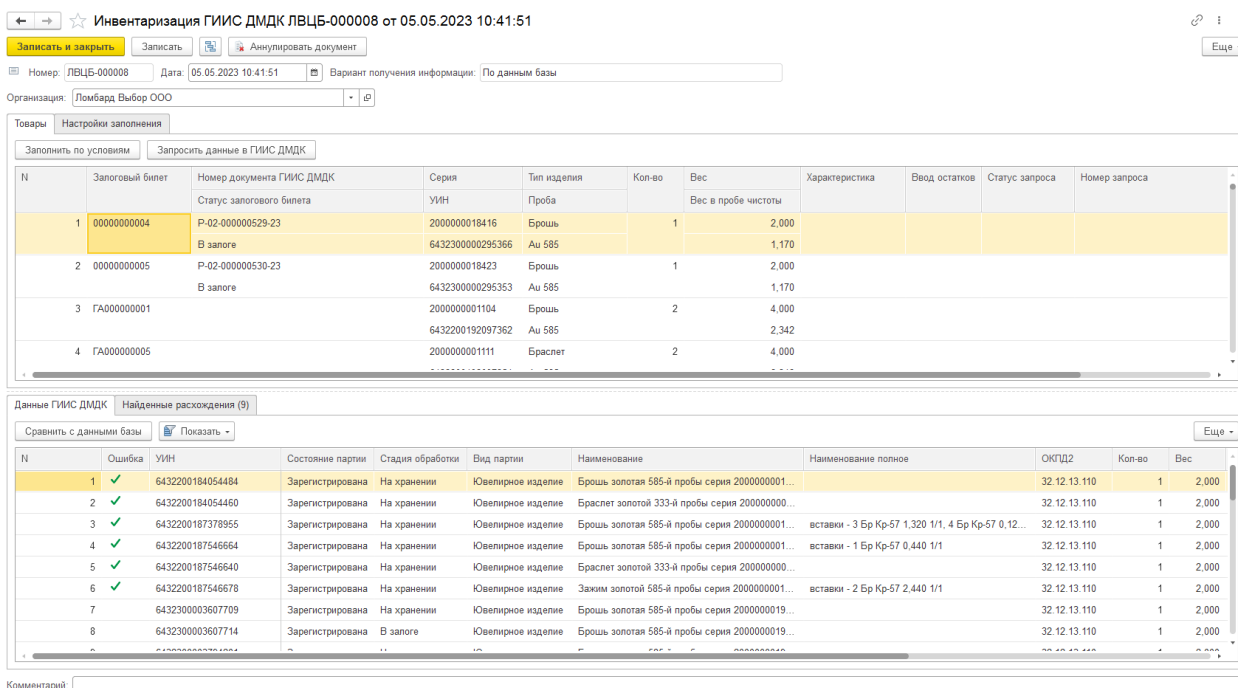 Инвентаризация ГИИС ДМДК ЛВЦБ-000008 от 05.05.2023 10:41:51
Записать и закрыть Записать Аннулировать документ Еще
Номер: ЛВЦБ-000008 Дата: 05.05.2023 10:41:51 Вариант получения информации: По данным базы
Организация: Ломбард Выбор ООО
Товары Настройки заполнения
Заполнить по условиям Запросить данные в ГИИС ДМДК
N Залоговый билет Номер документа ГИИС ДМДК Серия Тип изделия Кол-во Вес Характеристика Ввод остатков Статус запроса Номер запроса
Статус залогового билета УИН Проба Вес в пробе чистоты
1 00000000004 Р-02-000000529-23 2000000018416 Брошь 1 2,000
В залоге 6432300000295366 Au 585 1,170
2 00000000005 Р-02-000000530-23 2000000018423 Брошь 1 2,000
В залоге 6432300000295353 Au 585 1,170
3 ГА000000001 2000000001104 Брошь 2 4,000
6432200192097362 Au 585 2,342
4 ГА000000005 2000000001111 Браслет 2 4,000
Данные ГИИС ДМДК Найденные расхождения (9)
Сравнить с данными базы Показать Еще
N Ошибка УИН Состояние партии Стадия обработки Вид партии Наименование Наименование полное ОКПД2 Кол-во Вес
1 6432200184054484 Зарегистрирована На хранении Ювелирное изделие Брошь золотая 585-й пробы серия 2000000001... 32.12.13.110 1 2,000
2 6432200184054460 Зарегистрирована На хранении Ювелирное изделие Браслет золотой 333-й пробы серия 2000000000... 32.12.13.110 1 2,000
3 6432200187378955 Зарегистрирована На хранении Ювелирное изделие Брошь золотая 585-й пробы серия 2000000001... вставки - 3 Бр Кр-57 1,320 1/1, 4 Бр Кр-57 0,12... 32.12.13.110 1 2,000
4 6432200187546664 Зарегистрирована На хранении Ювелирное изделие Брошь золотая 585-й пробы серия 2000000001... вставки - 1 Бр Кр-57 0,440 1/1 32.12.13.110 1 2,000
5 6432200187546640 Зарегистрирована На хранении Ювелирное изделие Браслет золотой 333-й пробы серия 2000000000... 32.12.13.110 1 2,000
6 6432200187546678 Зарегистрирована На хранении Ювелирное изделие Зажим золотой 585-й пробы серия 2000000001... вставки - 2 Бр Кр-57 2,440 1/1 32.12.13.110 1 2,000
7 6432300003607709 Зарегистрирована На хранении Ювелирное изделие Брошь золотая 585-й пробы серия 2000000019... 32.12.13.110 1 2,000
8 6432300003607714 Зарегистрирована В залоге Ювелирное изделие Брошь золотая 585-й пробы серия 2000000019... 32.12.13.110 1 2,000
Комментарий: